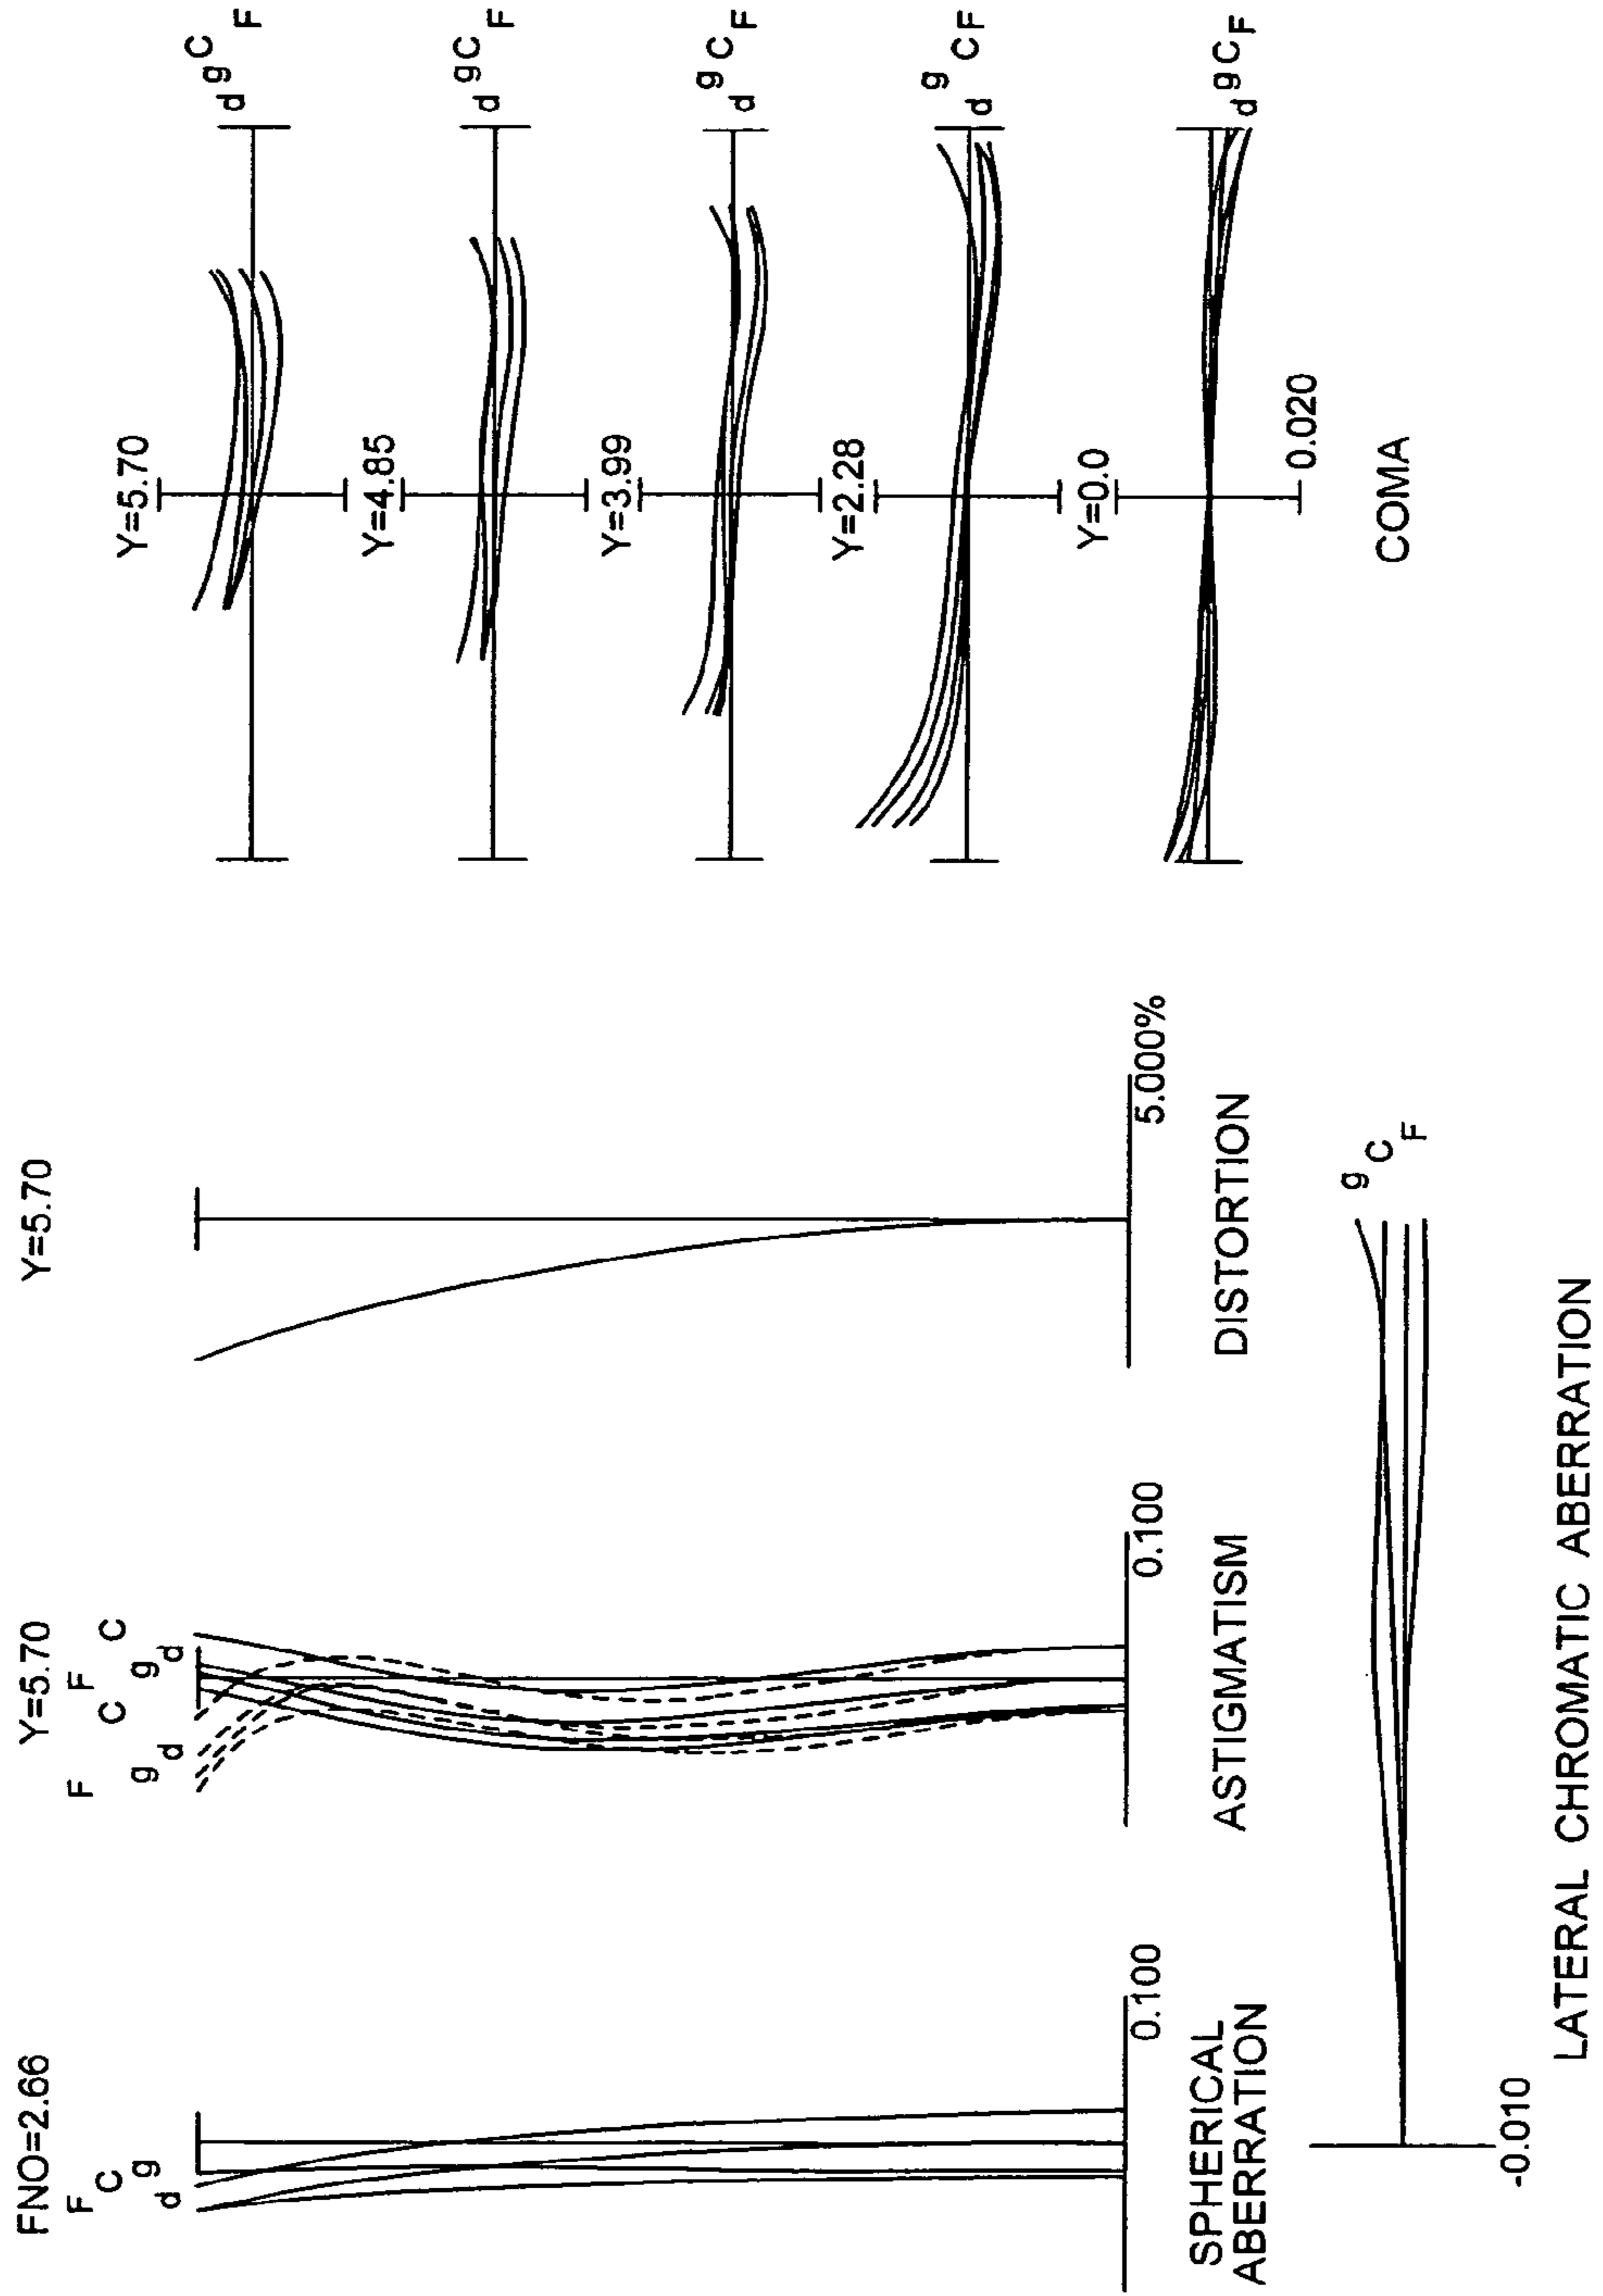 FNO=2.66
F
C
g
d
0.100
SPHERICAL
ABERRATION
Y=5.70
F
C
F
C
g
d
g
d
0.100
ASTIGMATISM
Y=5.70
5.000%
DISTORTION
Y=5.70
d g C F
Y=4.85
d g C F
Y=3.99
d g C F
Y=2.28
d g C F
Y=0.0
d g C F
0.020
COMA
g
C
F
-0.010
LATERAL CHROMATIC ABERRATION